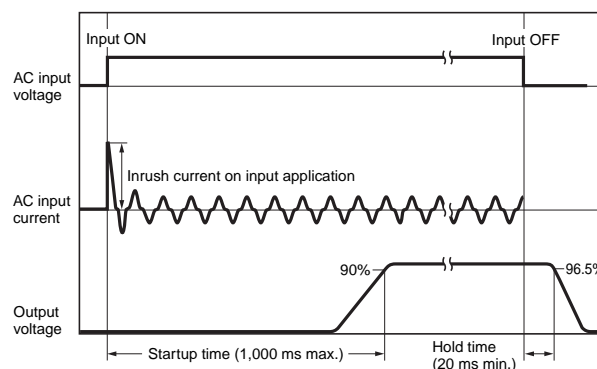 Input ON
Input OFF
AC input
voltage
Inrush current on input application
AC input
current
90%
96.5%
Output
voltage
Startup time (1,000 ms max.)
Hold time
(20 ms min.)